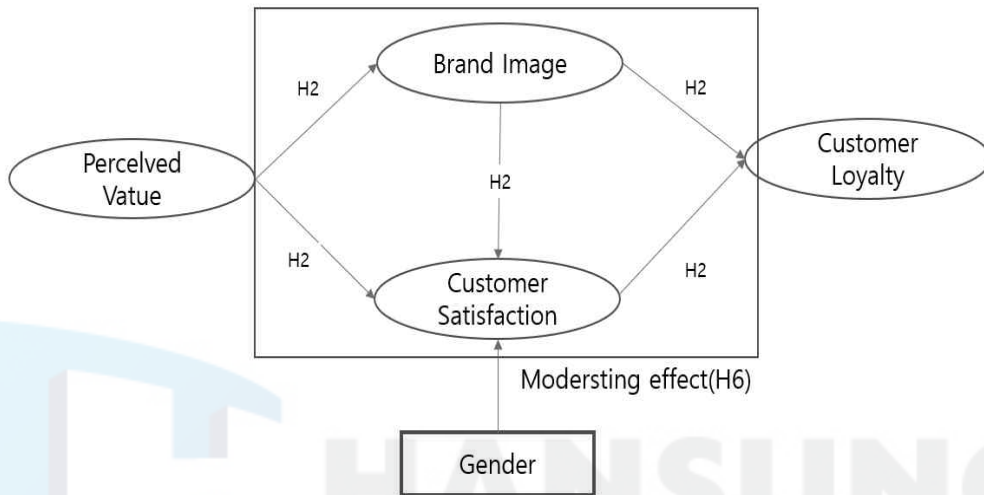 Brand Image
H2
H2
Percelved
Vatue
Customer
Loyalty
H2
H2
H2
Customer
Satisfaction
Modersting effect(H6)
Gender
HANSUNG